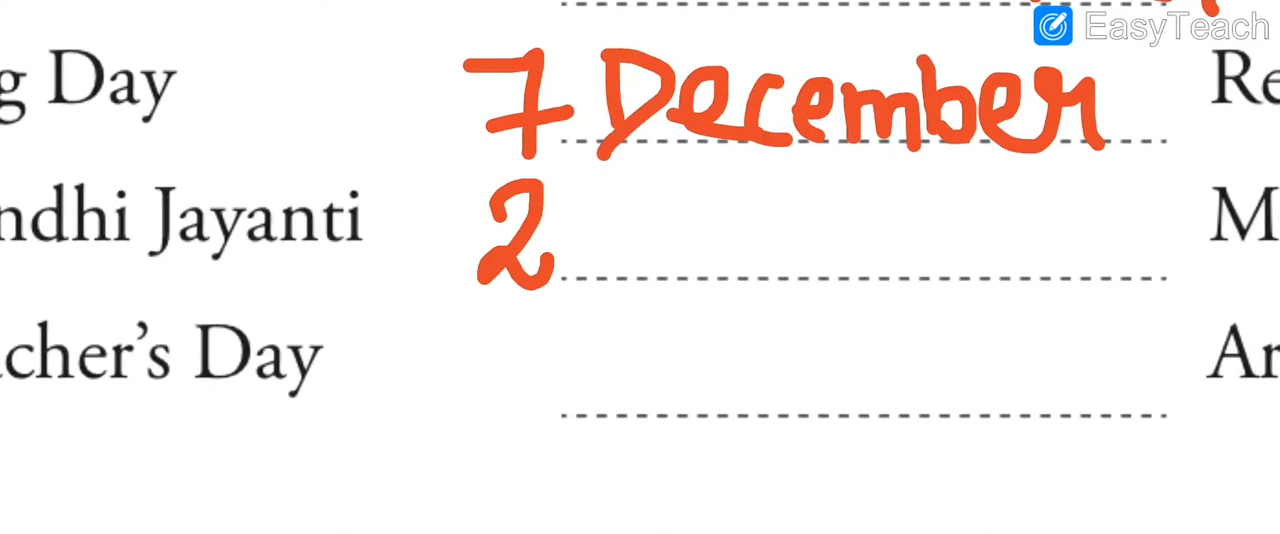 EasyTeach
g Day 7 December Re
ndhi Jayanti 2 M
cher's Day Ar